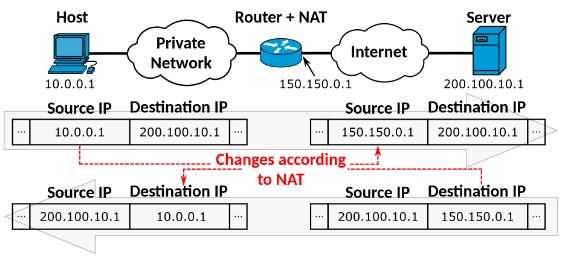 Host
Router + NAT
Server
Private
Network
Internet
10.0.0.1
150.150.0.1
200.100.10.1
Source IP Destination IP Source IP Destination IP
... 10.0.0.1 200.100.10.1 ... ... 150.150.0.1 200.100.10.1 ...
Changes according
to NAT
Source IP Destination IP Source IP Destination IP
... 200.100.10.1 10.0.0.1 ... ... 200.100.10.1 150.150.0.1 ...